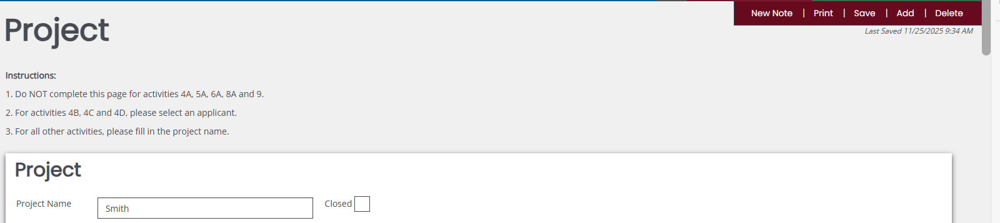 New Note | Print | Save | Add | Delete
Project
Last Saved 11/25/2025 9:34 AM
Instructions:
1. Do NOT complete this page for activities 4A, 5A, 6A, 8A and 9.
2. For activities 4B, 4C and 4D, please select an applicant.
3. For all other activities, please fill in the project name.
Project
Project Name Smith Closed